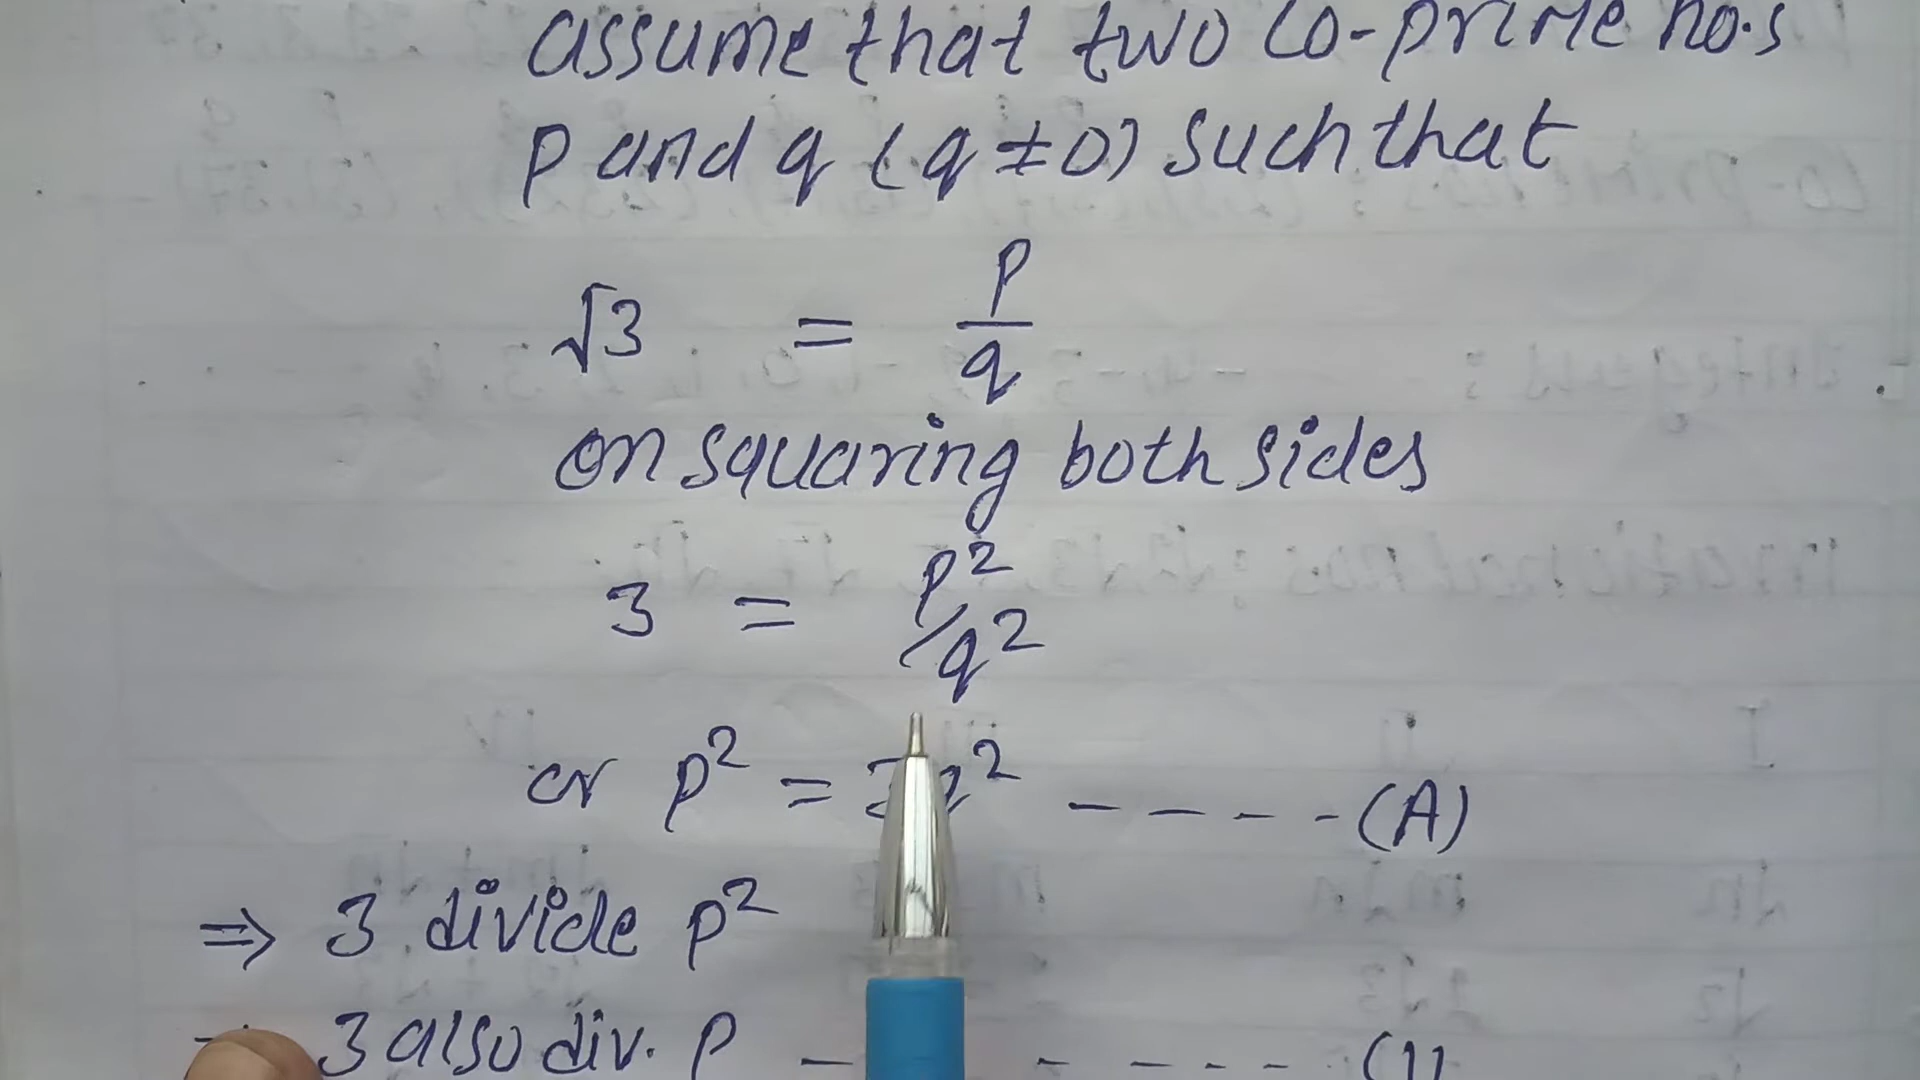 assume that two co-prime no.s
p and q (q ≠ 0) such that
√3 = p/q
on squaring both sides
3 = p²/q²
or p² = 3q² ---- (A)
⇒ 3 divide p²
3 also div. p ------ (1)